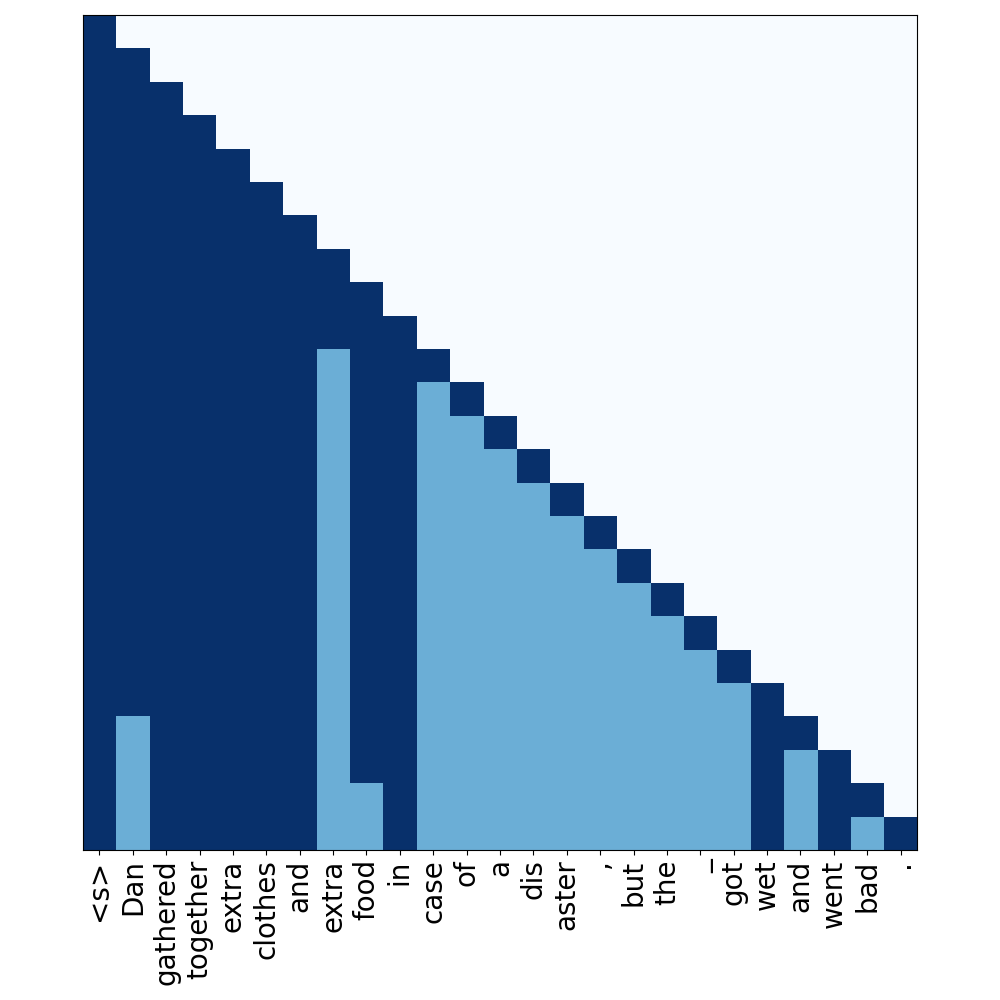 <s> Dan gathered together extra clothes and extra food in case of a dis aster , but the _ got wet and went bad .